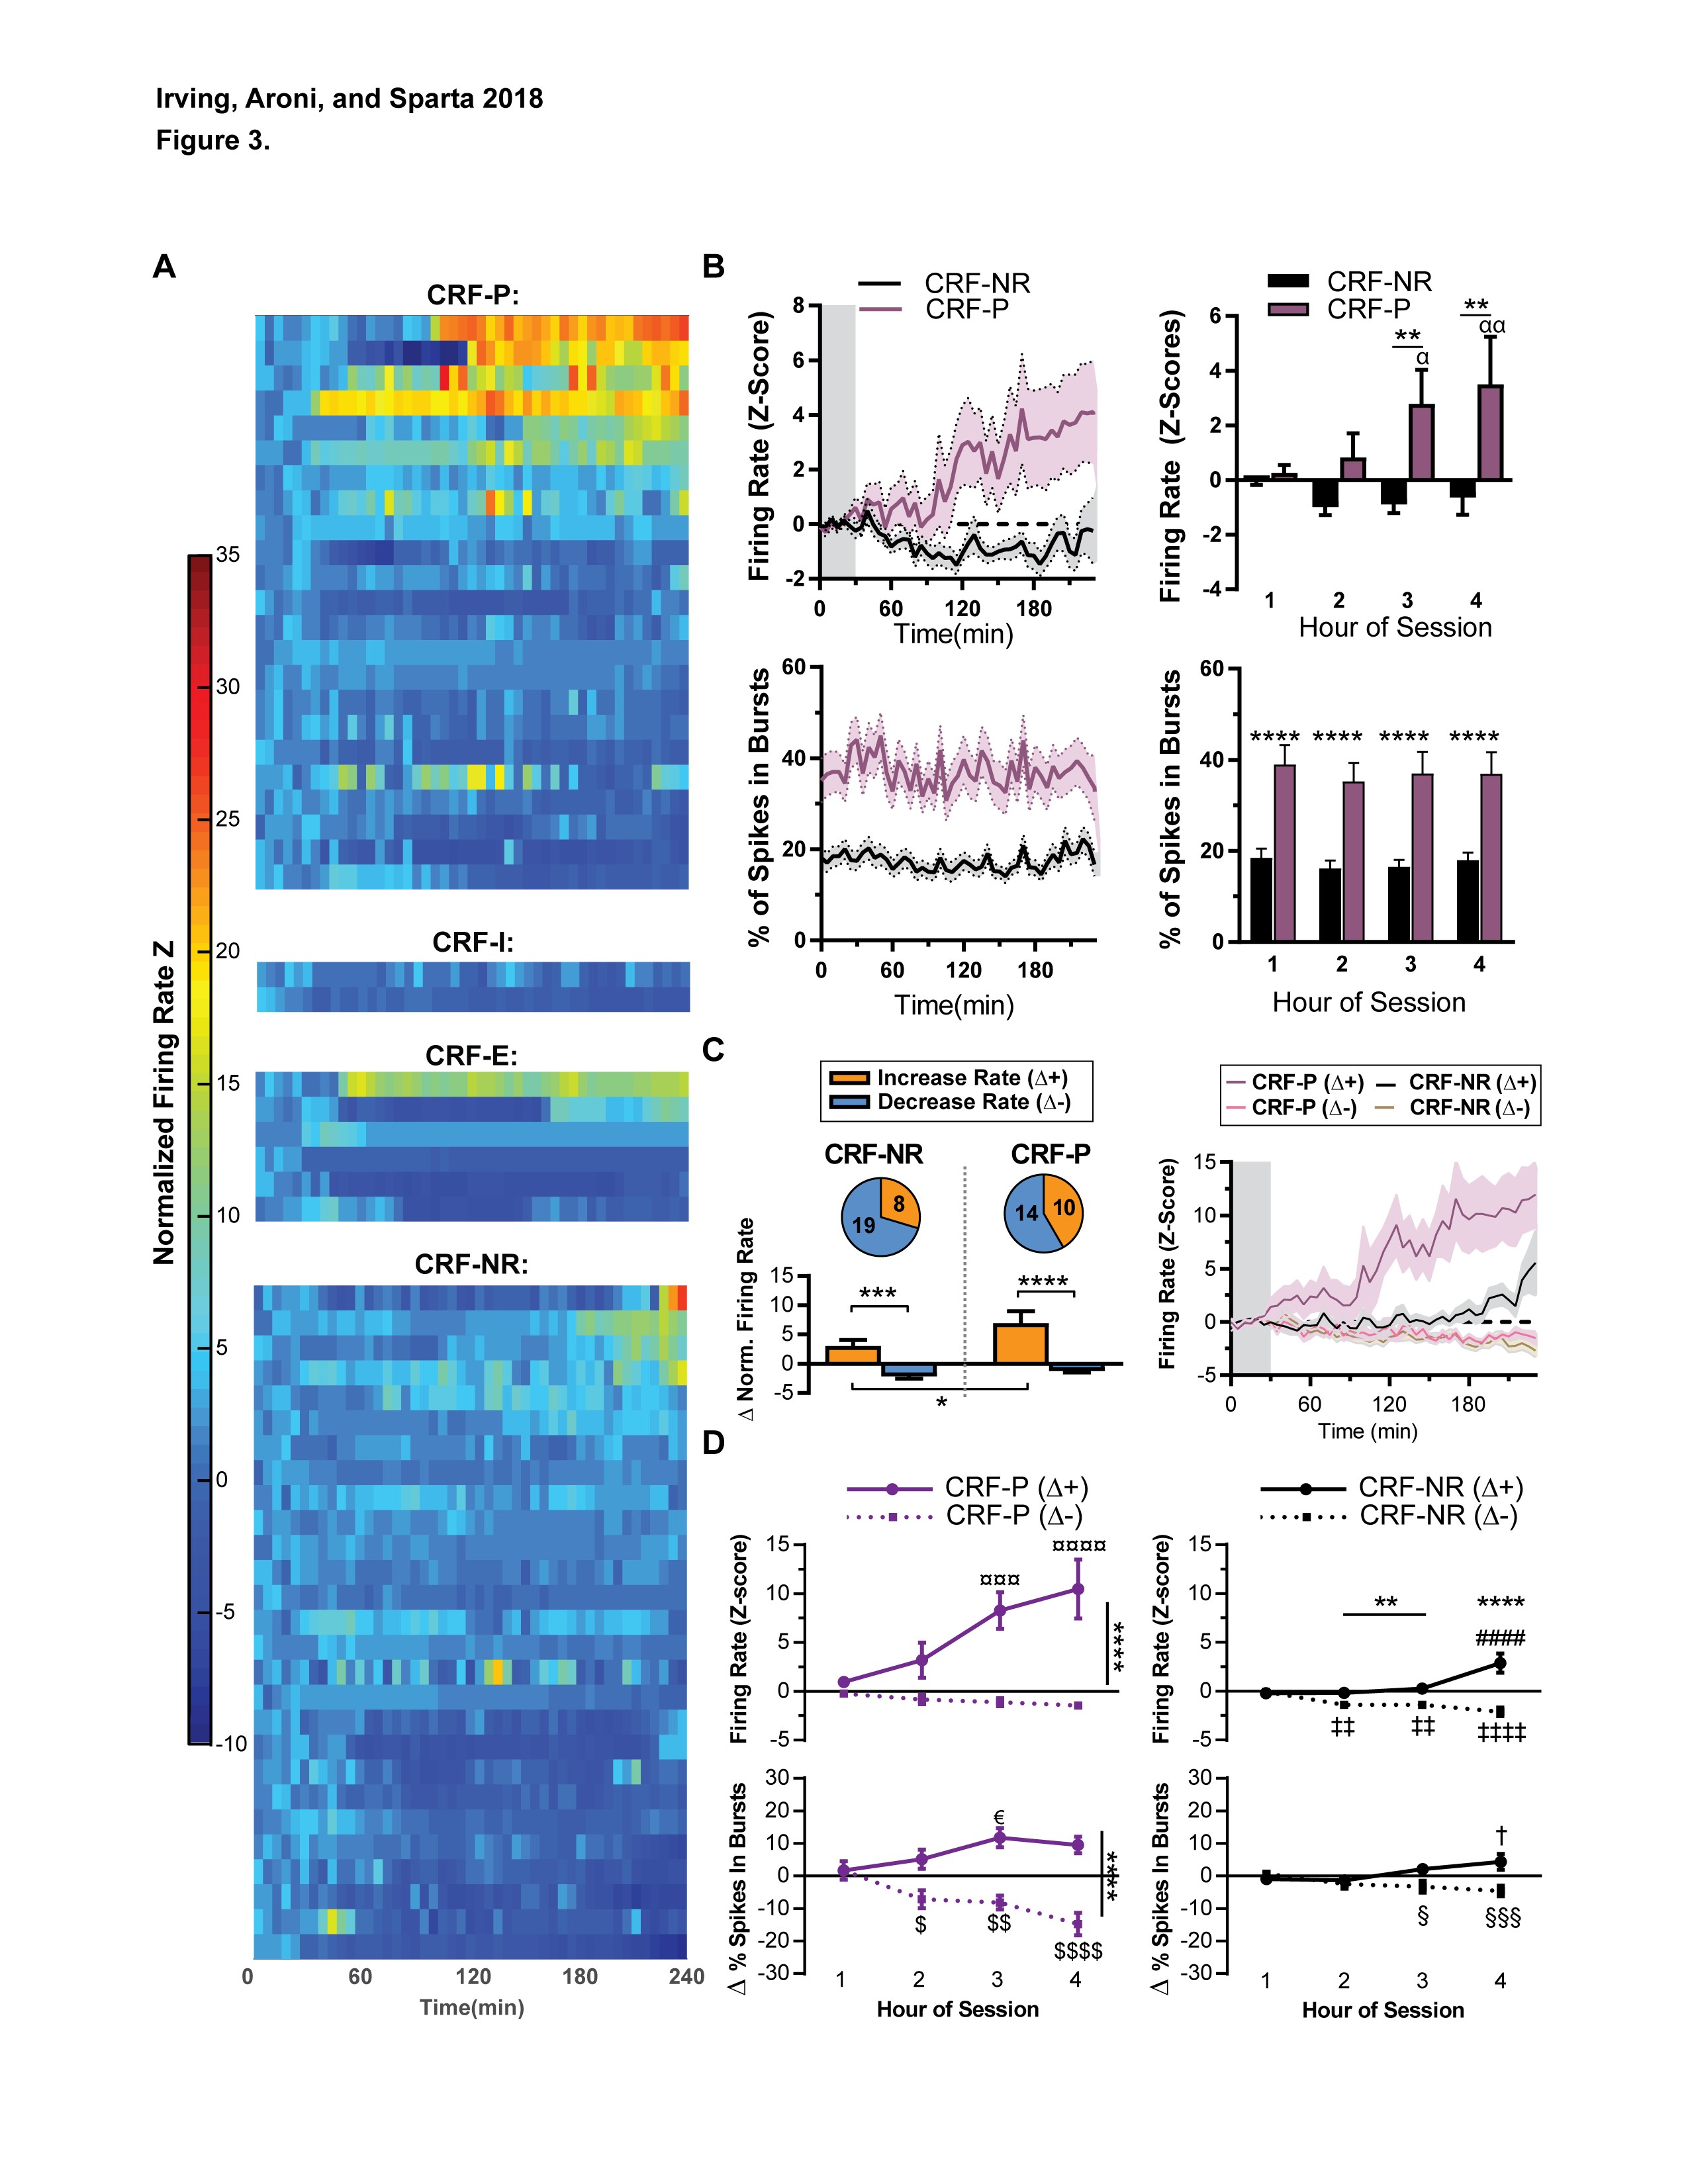 Irving, Aroni, and Sparta 2018
Figure 3.
A
CRF-P:
CRF-I:
CRF-E:
CRF-NR:
Normalized Firing Rate Z
35
30
25
20
15
10
5
0
-5
-10
0 60 120 180 240
Time(min)
B
CRF-NR
CRF-P
Firing Rate (Z-Score)
8
6
4
2
0
-2
0 60 120 180
Time(min)
CRF-NR
CRF-P
Firing Rate (Z-Scores)
6
4
2
0
-2
-4
**
α
**
αα
1 2 3 4
Hour of Session
% of Spikes in Bursts
60
40
20
0
0 60 120 180
Time(min)
% of Spikes in Bursts
60
40
20
0
**** **** **** ****
1 2 3 4
Hour of Session
C
Increase Rate (Δ+)
Decrease Rate (Δ-)
CRF-NR CRF-P
8
19
10
14
Δ Norm. Firing Rate
15
10
5
0
-5
*** ****
*
CRF-P (Δ+) CRF-NR (Δ+)
CRF-P (Δ-) CRF-NR (Δ-)
Firing Rate (Z-Score)
15
10
5
0
-5
0 60 120 180
Time (min)
D
CRF-P (Δ+)
CRF-P (Δ-)
Firing Rate (Z-score)
15
10
5
0
-5
¤¤¤
¤¤¤¤
****
CRF-NR (Δ+)
CRF-NR (Δ-)
Firing Rate (Z-score)
15
10
5
0
-5
** ****
####
‡‡ ‡‡ ‡‡‡‡
Δ % Spikes In Bursts
30
20
10
0
-10
-20
-30
€
****
$ $$ $$$$
1 2 3 4
Hour of Session
Δ % Spikes In Bursts
30
20
10
0
-10
-20
-30
†
§ §§§
1 2 3 4
Hour of Session